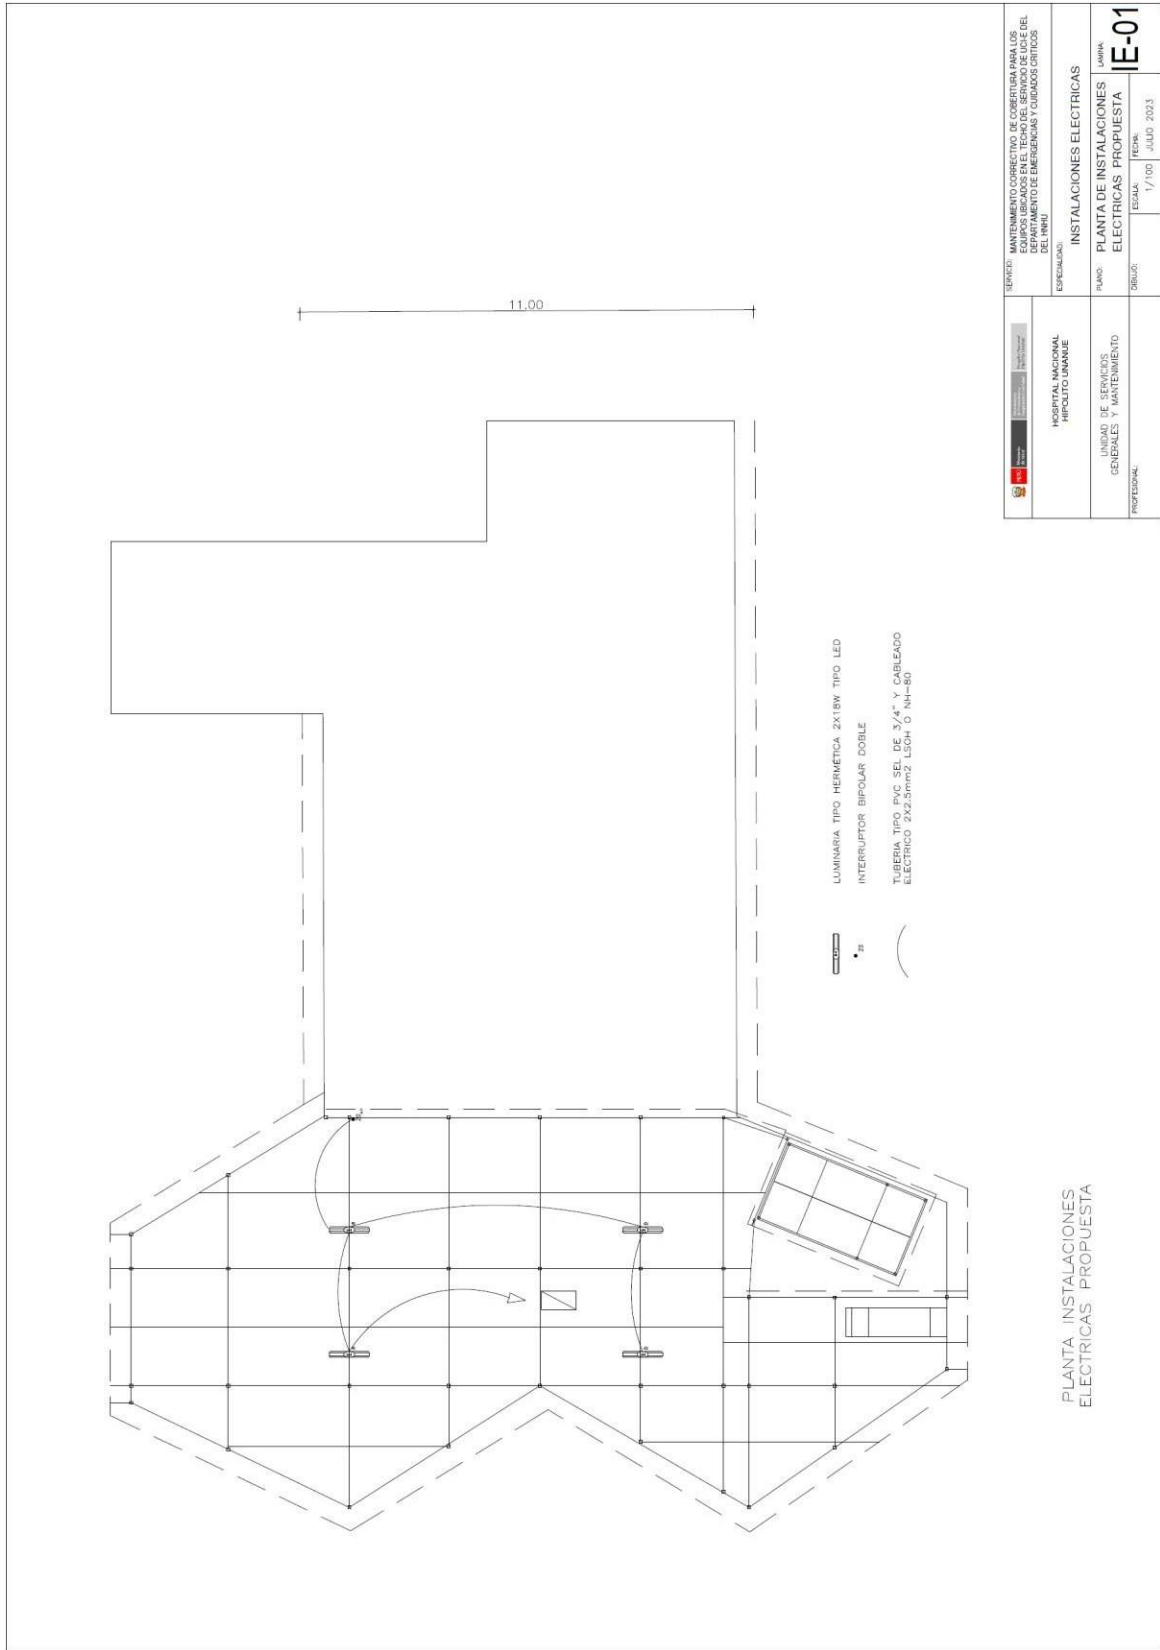 11.00
LUMINARIA TIPO HERMÉTICA 2X18W TIPO LED
2S
INTERRUPTOR BIPOLAR DOBLE
TUBERIA TIPO PVC SEL DE 3/4" Y CABLEADO
ELECTRICO 2X2.5mm2 LSOH O NH-80
PLANTA INSTALACIONES
ELECTRICAS PROPUESTA
PERÚ
HOSPITAL NACIONAL
HIPOLITO UNANUE
UNIDAD DE SERVICIOS
GENERALES Y MANTENIMIENTO
PROFESIONAL:
SERVICIO: MANTENIMIENTO CORRECTIVO DE COBERTURA PARA LOS
EQUIPOS UBICADOS EN EL TECHO DEL SERVICIO DE UCI-E DEL
DEPARTAMENTO DE EMERGENCIAS Y CUIDADOS CRITICOS
DEL HNHU
ESPECIALIDAD:
INSTALACIONES ELECTRICAS
PLANO: PLANTA DE INSTALACIONES
ELECTRICAS PROPUESTA
LAMINA:
IE-01
DIBUJO:
ESCALA:
1/100
FECHA:
JULIO 2023